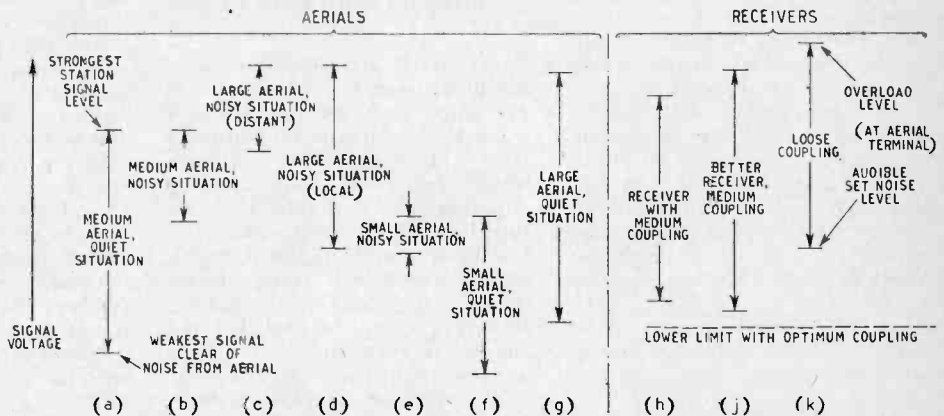 AERIALS
RECEIVERS
STRONGEST
STATION
SIGNAL
LEVEL
LARGE AERIAL,
NOISY SITUATION
(DISTANT)
OVERLOAD
LEVEL
(AT AERIAL
TERMINAL)
MEDIUM AERIAL,
NOISY SITUATION
LARGE AERIAL,
NOISY SITUATION
(LOCAL)
LARGE
AERIAL,
QUIET
SITUATION
LOOSE
COUPLING
BETTER
RECEIVER,
MEDIUM
COUPLING
AUDIBLE
SET NOISE
LEVEL
RECEIVER
WITH
MEDIUM
COUPLING
MEDIUM
AERIAL,
QUIET
SITUATION
SMALL AERIAL,
NOISY SITUATION
SMALL
AERIAL,
QUIET
SITUATION
SIGNAL
VOLTAGE
WEAKEST SIGNAL
CLEAR OF
NOISE FROM AERIAL
LOWER LIMIT WITH OPTIMUM COUPLING
(a) (b) (c) (d) (e) (f) (g) (h) (j) (k)